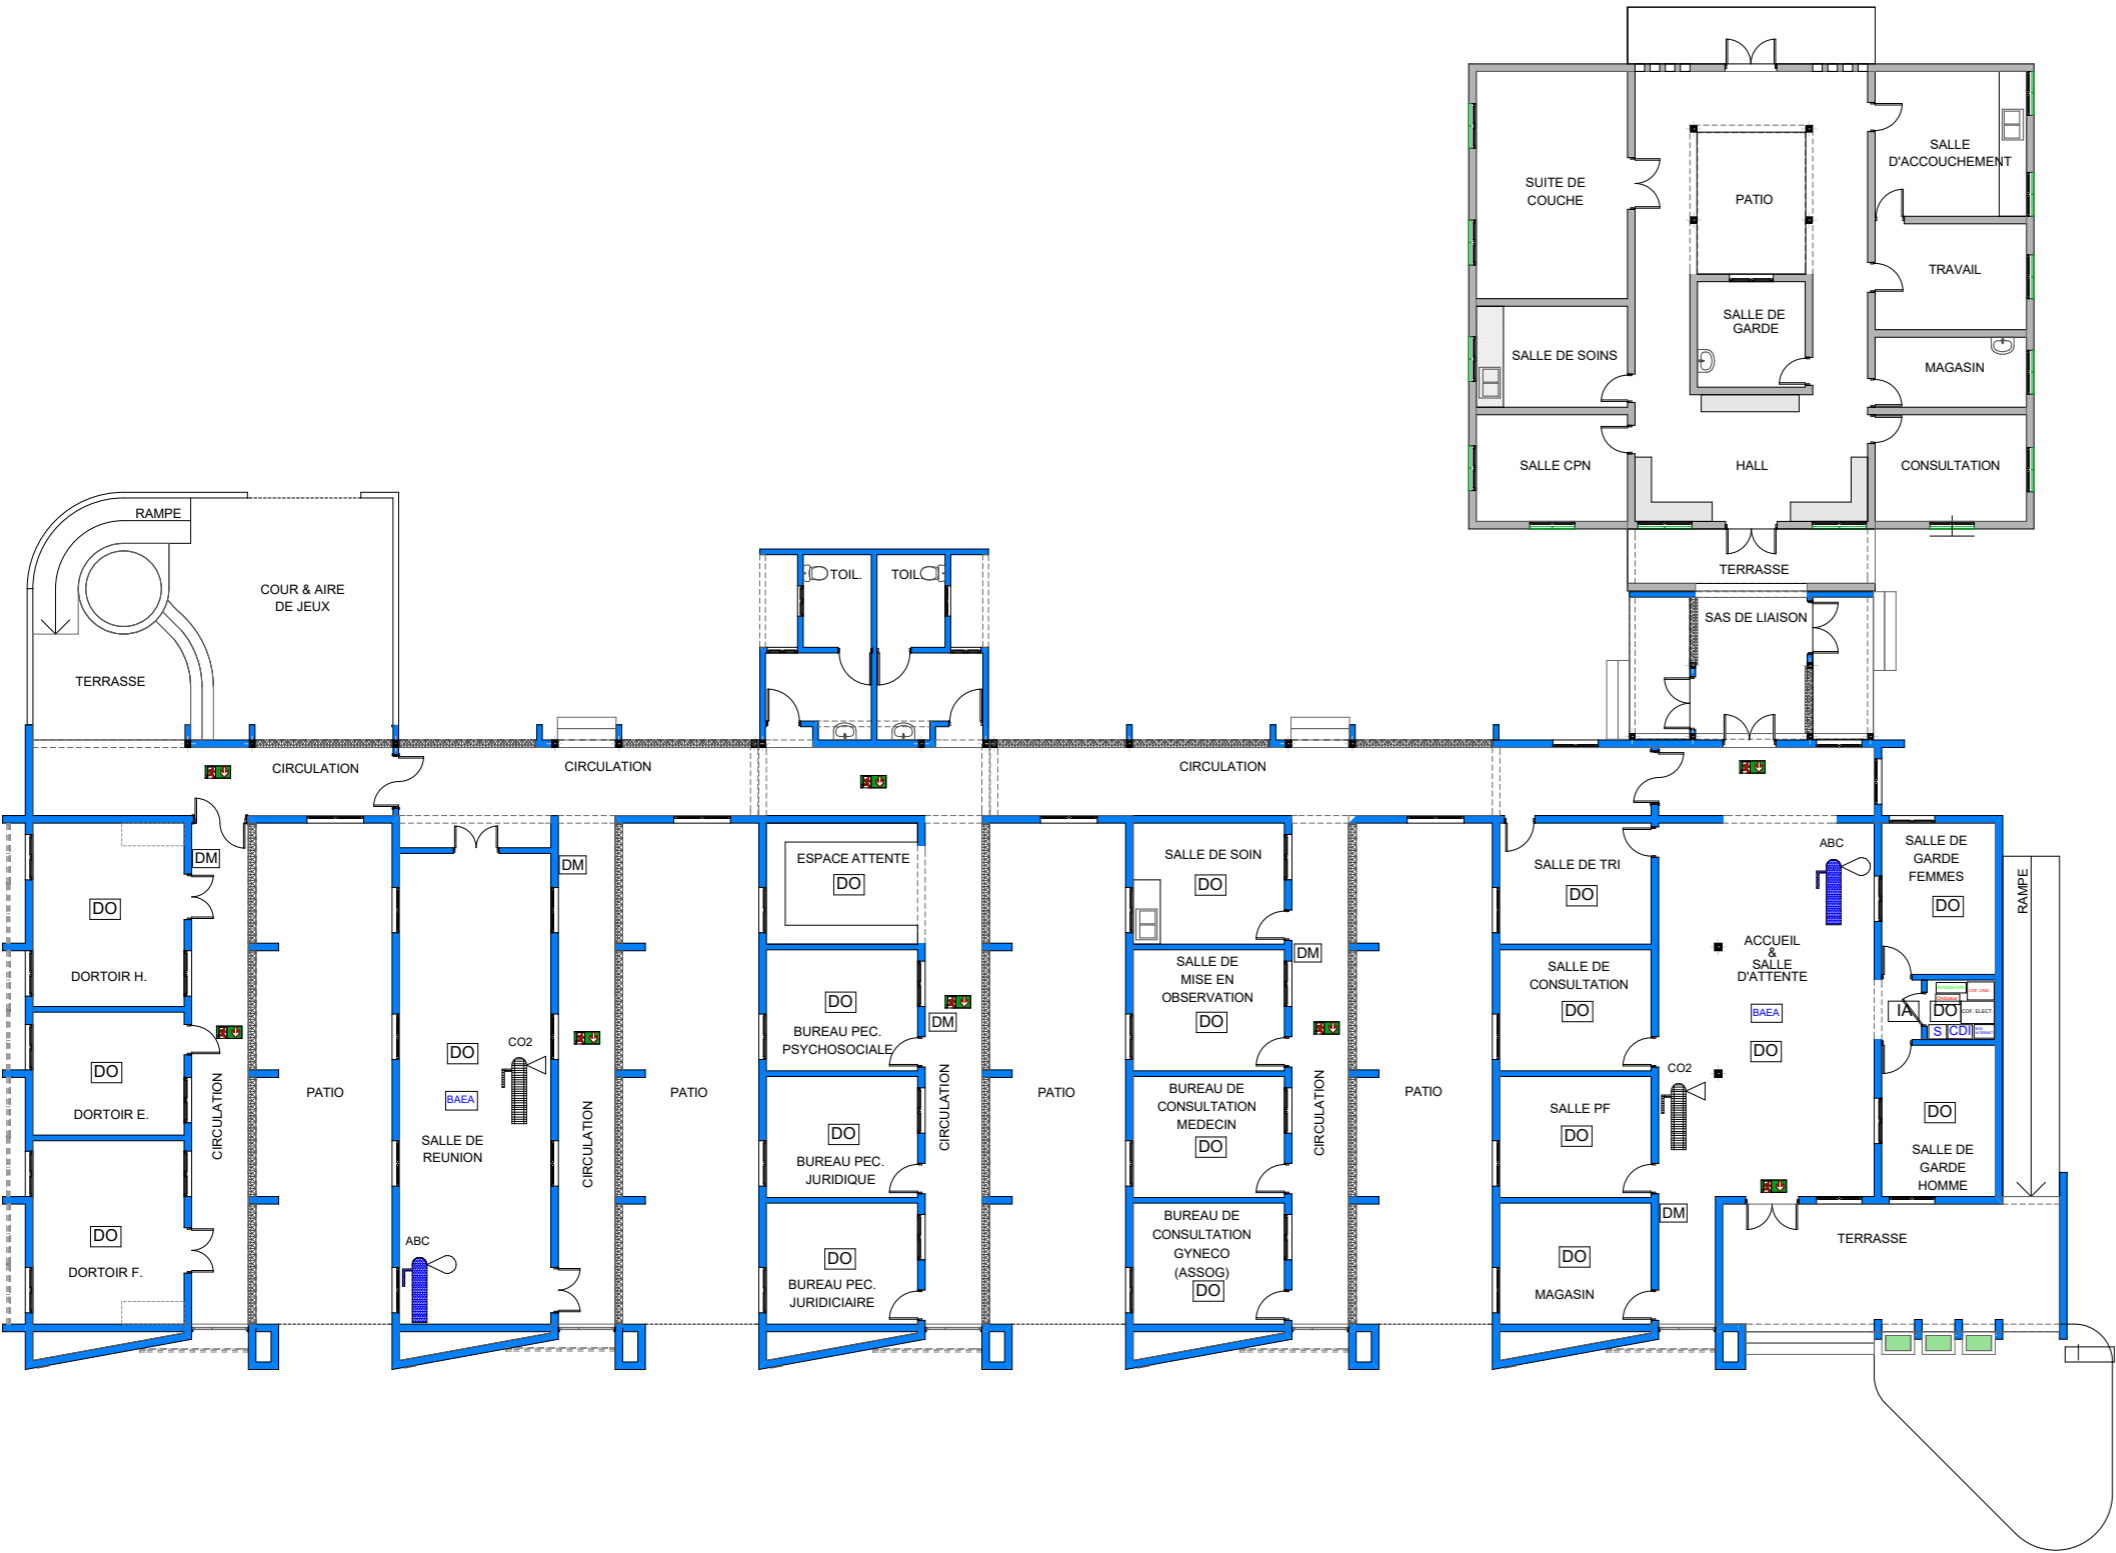 SALLE
D'ACCOUCHEMENT
SUITE DE
COUCHE
PATIO
TRAVAIL
SALLE DE
GARDE
SALLE DE SOINS
MAGASIN
SALLE CPN
HALL
CONSULTATION
TERRASSE
SAS DE LIAISON
RAMPE
COUR & AIRE
DE JEUX
TERRASSE
TOIL.
TOIL.
CIRCULATION
CIRCULATION
CIRCULATION
DM
DO
DORTOIR H.
DO
DORTOIR E.
DO
DORTOIR F.
CIRCULATION
PATIO
DO
CO2
BAEA
SALLE DE
REUNION
ABC
DM
CIRCULATION
PATIO
ESPACE ATTENTE
DO
DO
BUREAU PEC.
PSYCHOSOCIALE
DO
BUREAU PEC.
JURIDIQUE
DO
BUREAU PEC.
JURIDICIAIRE
DM
CIRCULATION
PATIO
SALLE DE SOIN
DO
SALLE DE
MISE EN
OBSERVATION
DO
BUREAU DE
CONSULTATION
MEDECIN
DO
BUREAU DE
CONSULTATION
GYNECO
(ASSOG)
DO
DM
CIRCULATION
PATIO
SALLE DE TRI
DO
SALLE DE
CONSULTATION
DO
SALLE PF
DO
DO
MAGASIN
ABC
ACCUEIL
&
SALLE
D'ATTENTE
BAEA
DO
CO2
DM
SALLE DE
GARDE
FEMMES
DO
IA
DO
COF. ELECT.
S
CDI
DO
SALLE DE
GARDE
HOMME
RAMPE
TERRASSE